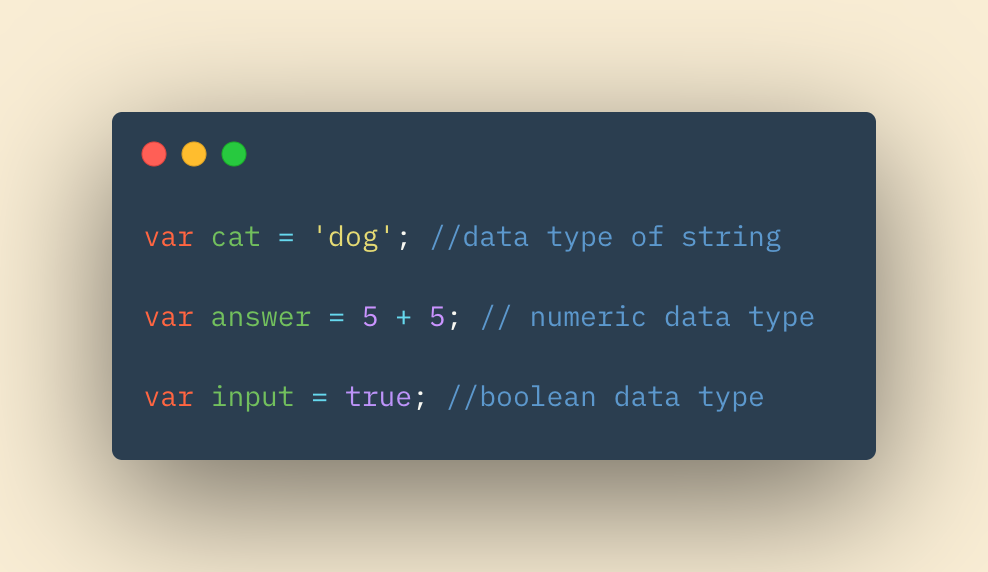 var cat = 'dog'; //data type of string
var answer = 5 + 5; // numeric data type
var input = true; //boolean data type